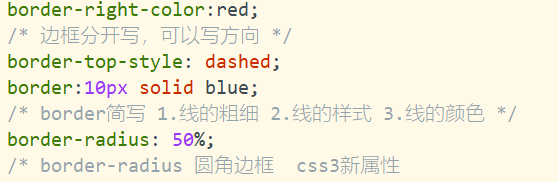 border-right-color:red;
/* 边框分开写，可以写方向 */
border-top-style: dashed;
border:10px solid blue;
/* border简写 1.线的粗细 2.线的样式 3.线的颜色 */
border-radius: 50%;
/* border-radius 圆角边框  css3新属性